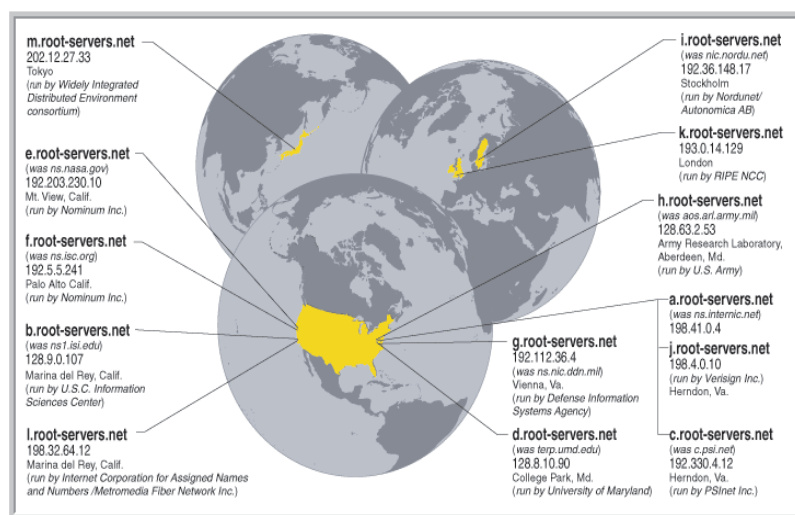 m.root-servers.net
202.12.27.33
Tokyo
(run by Widely Integrated
Distributed Environment
consortium)
e.root-servers.net
(was ns.nasa.gov)
192.203.230.10
Mt. View, Calif.
(run by Nominum Inc.)
f.root-servers.net
(was ns.isc.org)
192.5.5.241
Palo Alto Calif.
(run by Nominum Inc.)
b.root-servers.net
(was ns1.isi.edu)
128.9.0.107
Marina del Rey, Calif.
(run by U.S.C. Information
Sciences Center)
l.root-servers.net
198.32.64.12
Marina del Rey, Calif.
(run by Internet Corporation for Assigned Names
and Numbers /Metromedia Fiber Network Inc.)
i.root-servers.net
(was nic.nordu.net)
192.36.148.17
Stockholm
(run by Nordunet/
Autonomica AB)
k.root-servers.net
193.0.14.129
London
(run by RIPE NCC)
h.root-servers.net
(was aos.arl.army.mil)
128.63.2.53
Army Research Laboratory,
Aberdeen, Md.
(run by U.S. Army)
a.root-servers.net
(was ns.internic.net)
198.41.0.4
j.root-servers.net
198.4.0.10
(run by Verisign Inc.)
Herndon, Va.
g.root-servers.net
192.112.36.4
(was ns.nic.ddn.mil)
Vienna, Va.
(run by Defense Information
Systems Agency)
d.root-servers.net
(was terp.umd.edu)
128.8.10.90
College Park, Md.
(run by University of Maryland)
c.root-servers.net
(was c.psi.net)
192.330.4.12
Herndon, Va.
(run by PSInet Inc.)